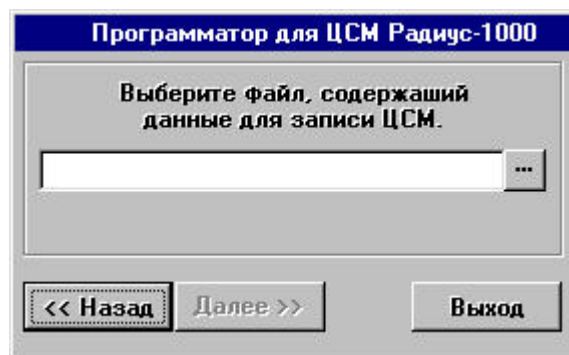 Программатор для ЦСМ Радиус-1000
Выберите файл, содержаший
данные для записи ЦСМ.
...
<< Назад
Далее >>
Выход